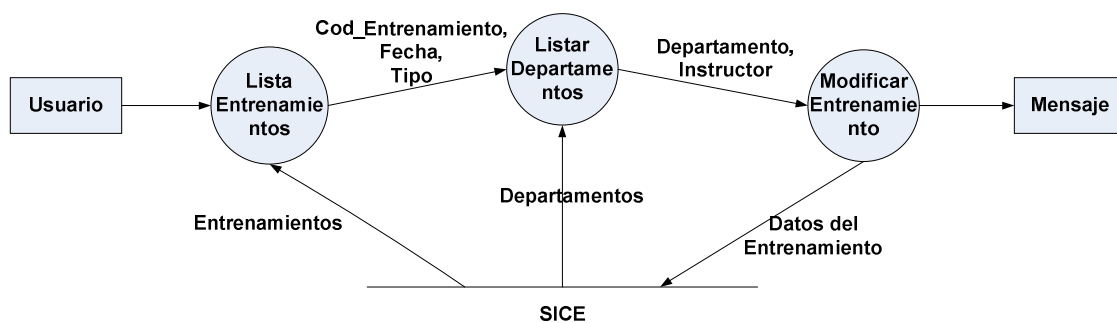 Usuario
Lista
Entrenamie
ntos
Cod_Entrenamiento,
Fecha,
Tipo
Listar
Departame
ntos
Departamento,
Instructor
Modificar
Entrenamie
nto
Mensaje
Entrenamientos
Departamentos
Datos del
Entrenamiento
SICE